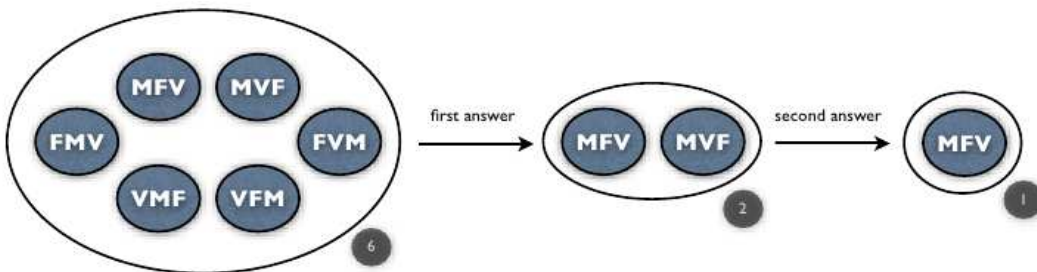 MFV MVF
FMV FVM
VMF VFM
6
first answer
MFV MVF
2
second answer
MFV
1